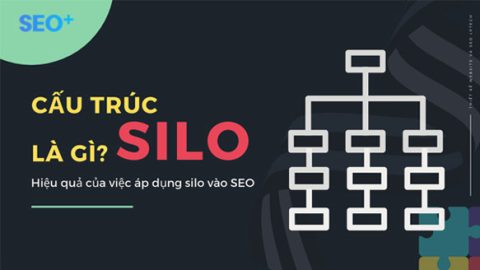 SEO+
CẤU TRÚC
LÀ GÌ? SILO
Hiệu quả của việc áp dụng silo vào SEO